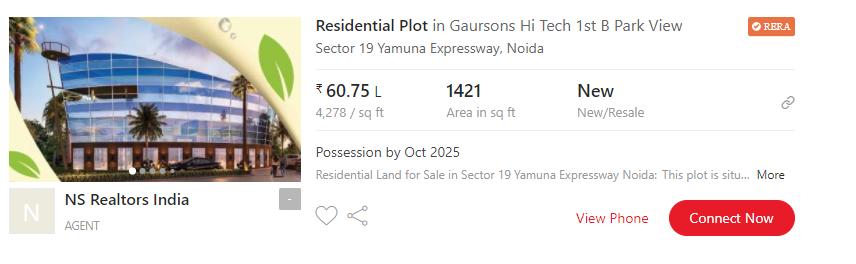 Residential Plot in Gaursons Hi Tech 1st B Park View
RERA
Sector 19 Yamuna Expressway, Noida
₹ 60.75 L
4,278 / sq ft
1421
Area in sq ft
New
New/Resale
Possession by Oct 2025
Residential Land for Sale in Sector 19 Yamuna Expressway Noida: This plot is situ... More
N
NS Realtors India
-
AGENT
View Phone
Connect Now